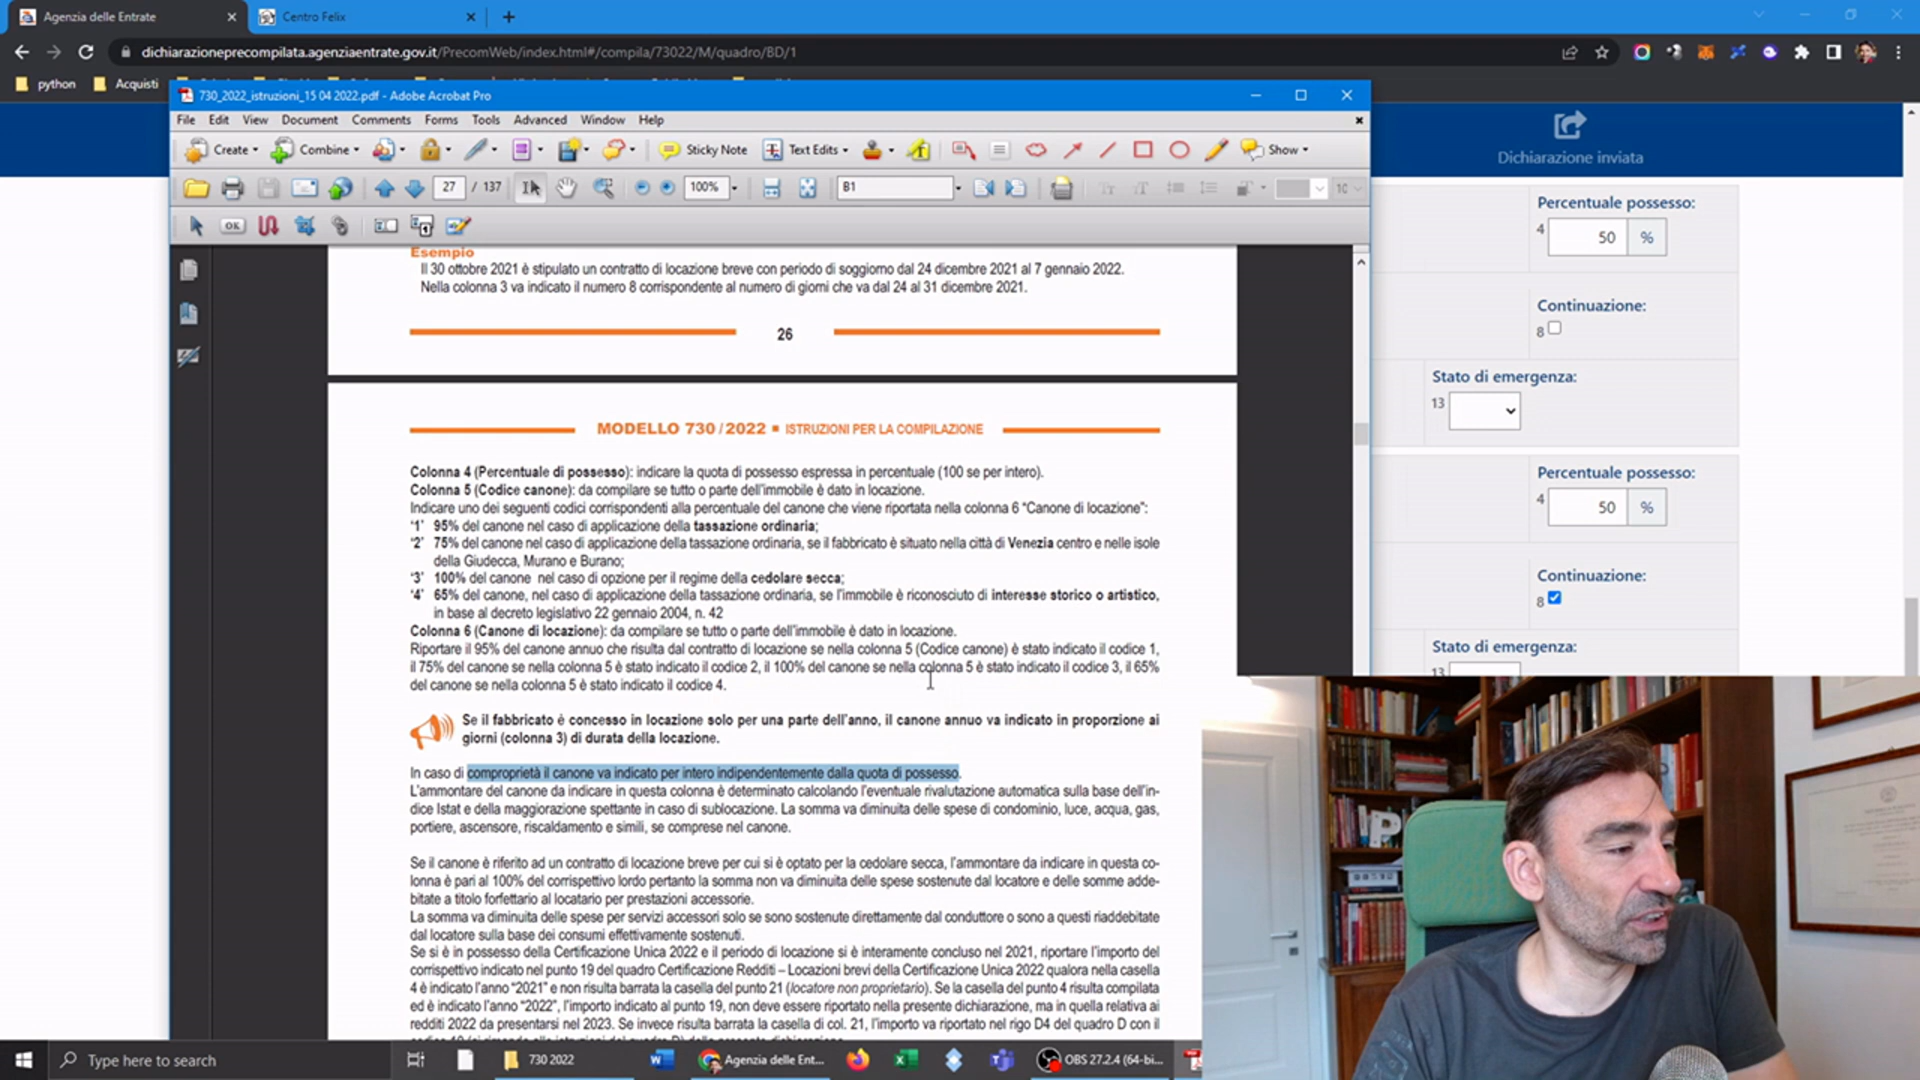 Agenzia delle Entrate
Centro Felix
dichiarazioneprecompilata.agenziaentrate.gov.it/PrecomWeb/index.html#/compila/73022/M/quadro/BD/1
python
Acquisti
730_2022_istruzioni_15 04 2022.pdf - Adobe Acrobat Pro
File Edit View Document Comments Forms Tools Advanced Window Help
Create Combine Sticky Note Text Edits Show
27 / 137 100% B1
OK
Dichiarazione inviata
Percentuale possesso:
4 50 %
Continuazione:
8
Stato di emergenza:
13
Percentuale possesso:
4 50 %
Continuazione:
8
Stato di emergenza:
13
Esempio
Il 30 ottobre 2021 è stipulato un contratto di locazione breve con periodo di soggiorno dal 24 dicembre 2021 al 7 gennaio 2022.
Nella colonna 3 va indicato il numero 8 corrispondente al numero di giorni che va dal 24 al 31 dicembre 2021.
26
MODELLO 730 / 2022 ▪ ISTRUZIONI PER LA COMPILAZIONE
Colonna 4 (Percentuale di possesso): indicare la quota di possesso espressa in percentuale (100 se per intero).
Colonna 5 (Codice canone): da compilare se tutto o parte dell'immobile è dato in locazione.
Indicare uno dei seguenti codici corrispondenti alla percentuale del canone che viene riportata nella colonna 6 "Canone di locazione":
'1' 95% del canone nel caso di applicazione della tassazione ordinaria;
'2' 75% del canone nel caso di applicazione della tassazione ordinaria, se il fabbricato è situato nella città di Venezia centro e nelle isole
della Giudecca, Murano e Burano;
'3' 100% del canone nel caso di opzione per il regime della cedolare secca;
'4' 65% del canone, nel caso di applicazione della tassazione ordinaria, se l'immobile è riconosciuto di interesse storico o artistico,
in base al decreto legislativo 22 gennaio 2004, n. 42
Colonna 6 (Canone di locazione): da compilare se tutto o parte dell'immobile è dato in locazione.
Riportare il 95% del canone annuo che risulta dal contratto di locazione se nella colonna 5 (Codice canone) è stato indicato il codice 1,
il 75% del canone se nella colonna 5 è stato indicato il codice 2, il 100% del canone se nella colonna 5 è stato indicato il codice 3, il 65%
del canone se nella colonna 5 è stato indicato il codice 4.
Se il fabbricato è concesso in locazione solo per una parte dell'anno, il canone annuo va indicato in proporzione ai
giorni (colonna 3) di durata della locazione.
In caso di comproprietà il canone va indicato per intero indipendentemente dalla quota di possesso.
L'ammontare del canone da indicare in questa colonna è determinato calcolando l'eventuale rivalutazione automatica sulla base dell'in-
dice Istat e della maggiorazione spettante in caso di sublocazione. La somma va diminuita delle spese di condominio, luce, acqua, gas,
portiere, ascensore, riscaldamento e simili, se comprese nel canone.
Se il canone è riferito ad un contratto di locazione breve per cui si è optato per la cedolare secca, l'ammontare da indicare in questa co-
lonna è pari al 100% del corrispettivo lordo pertanto la somma non va diminuita delle spese sostenute dal locatore e delle somme adde-
bitate a titolo forfettario al locatario per prestazioni accessorie.
La somma va diminuita delle spese per servizi accessori solo se sono sostenute direttamente dal conduttore o sono a questi riaddebitate
dal locatore sulla base dei consumi effettivamente sostenuti.
Se si è in possesso della Certificazione Unica 2022 e il periodo di locazione si è interamente concluso nel 2021, riportare l'importo del
corrispettivo indicato nel punto 19 del quadro Certificazione Redditi – Locazioni brevi della Certificazione Unica 2022 qualora nella casella
4 è indicato l'anno "2021" e non risulta barrata la casella del punto 21 (locatore non proprietario). Se la casella del punto 4 risulta compilata
ed è indicato l'anno "2022", l'importo indicato al punto 19, non deve essere riportato nella presente dichiarazione, ma in quella relativa ai
redditi 2022 da presentarsi nel 2023. Se invece risulta barrata la casella di col. 21, l'importo va riportato nel rigo D4 del quadro D con il
Type here to search
730 2022
Agenzia delle Ent...
OBS 27.2.4 (64-bi...